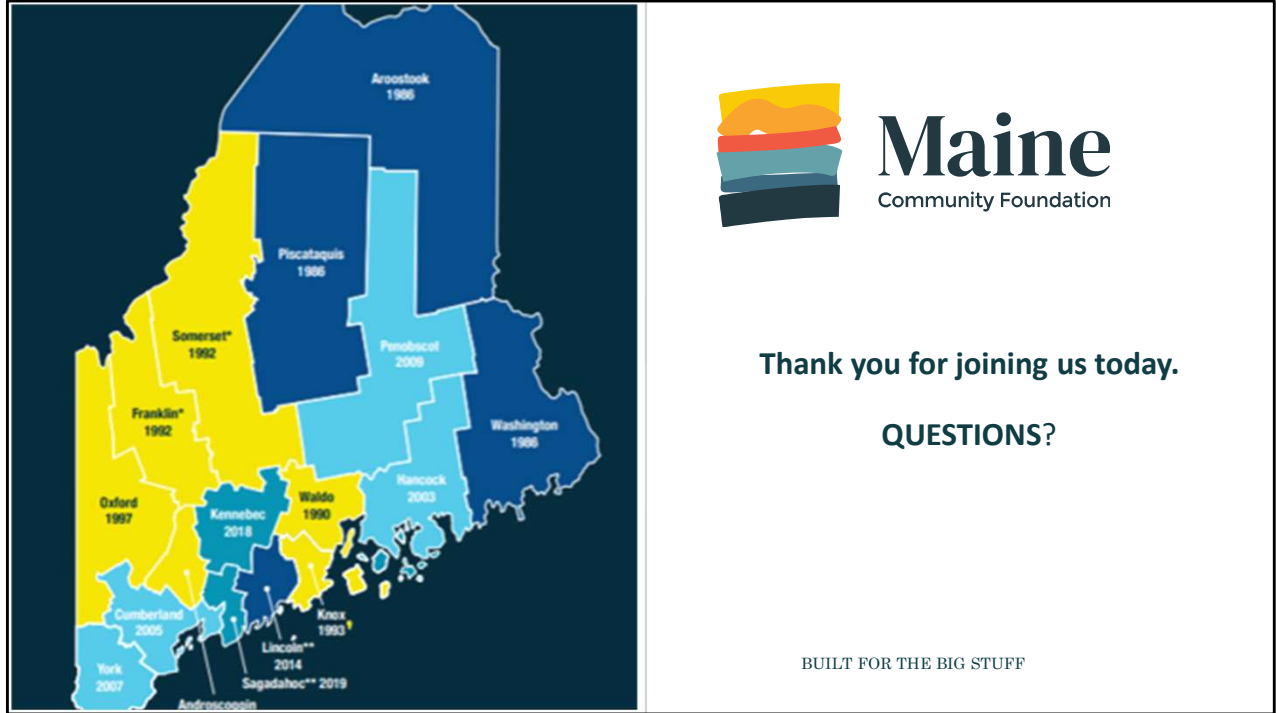 Aroostook
1986
Piscataquis
1986
Somerset*
1992
Penobscot
2009
Franklin*
1992
Washington
1986
Oxford
1997
Kennebec
2018
Waldo
1990
Hancock
2003
Cumberland
2005
Knox
1993
Lincoln**
2014
York
2007
Sagadahoc** 2019
Androscoggin
Maine
Community Foundation
Thank you for joining us today.
QUESTIONS?
BUILT FOR THE BIG STUFF